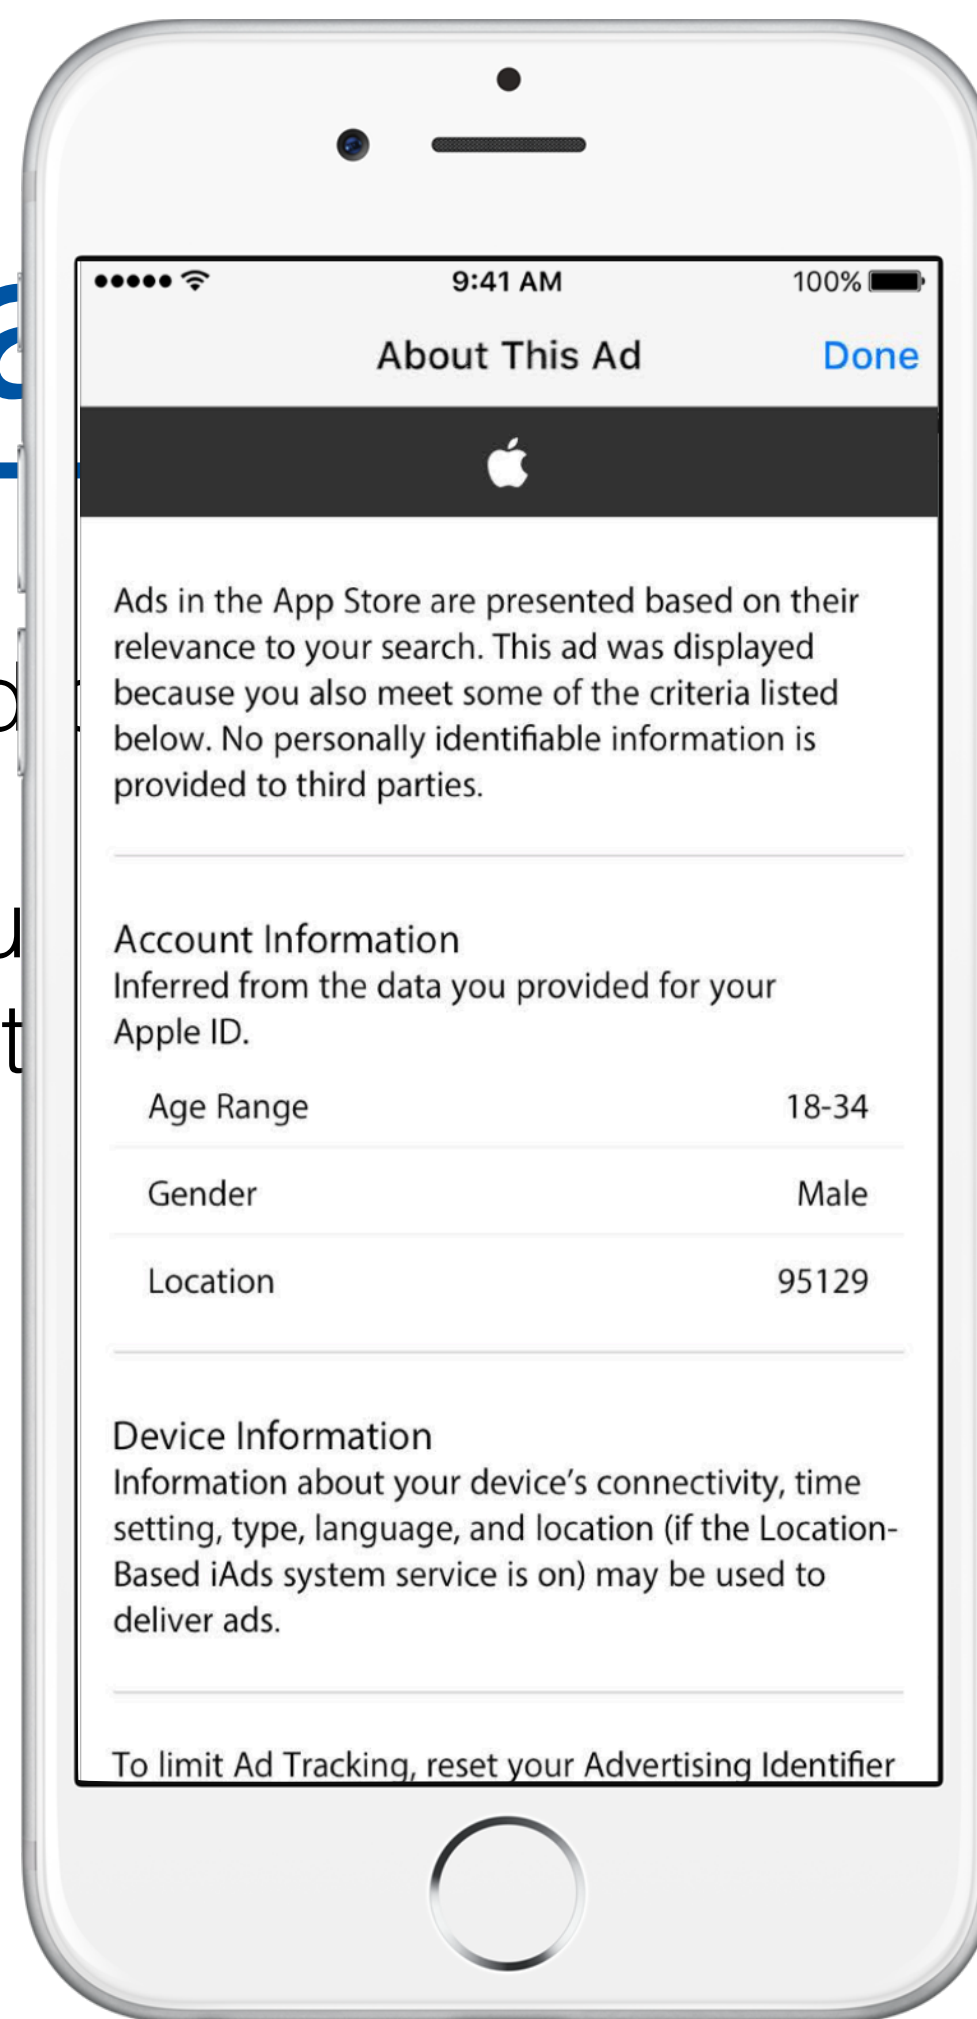 9:41 AM
100%
About This Ad
Done
Ads in the App Store are presented based on their
relevance to your search. This ad was displayed
because you also meet some of the criteria listed
below. No personally identifiable information is
provided to third parties.
Account Information
Inferred from the data you provided for your
Apple ID.
Age Range 18-34
Gender Male
Location 95129
Device Information
Information about your device’s connectivity, time
setting, type, language, and location (if the Location-
Based iAds system service is on) may be used to
deliver ads.
To limit Ad Tracking, reset your Advertising Identifier